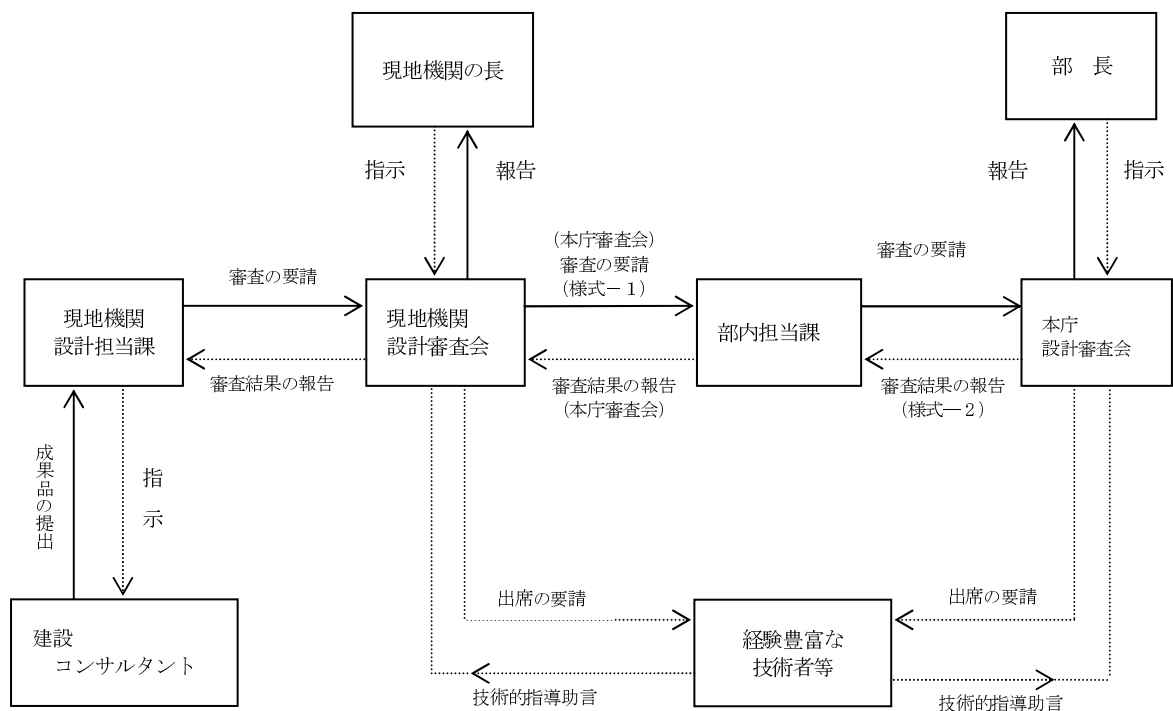 現地機関の長
部　長
指示
報告
報告
指示
審査の要請
（本庁審査会）
審査の要請
（様式－１）
審査の要請
現地機関
設計担当課
現地機関
設計審査会
部内担当課
本庁
設計審査会
審査結果の報告
審査結果の報告
（本庁審査会）
審査結果の報告
（様式―２）
成果品の提出
指示
出席の要請
出席の要請
建設
コンサルタント
経験豊富な
技術者等
技術的指導助言
技術的指導助言